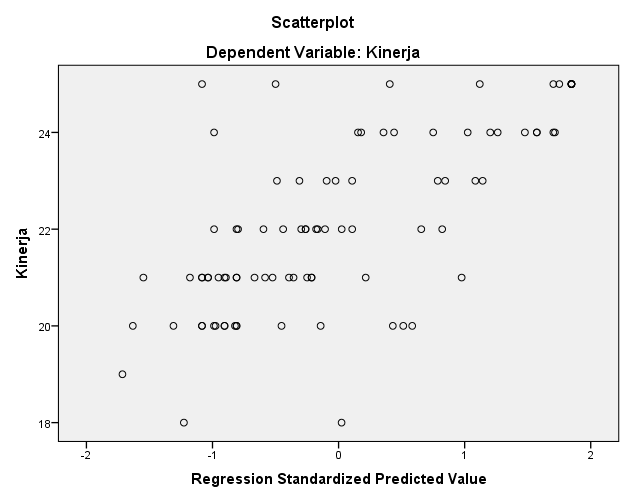 Scatterplot
Dependent Variable: Kinerja
Kinerja
24
22
20
18
-2 -1 0 1 2
Regression Standardized Predicted Value